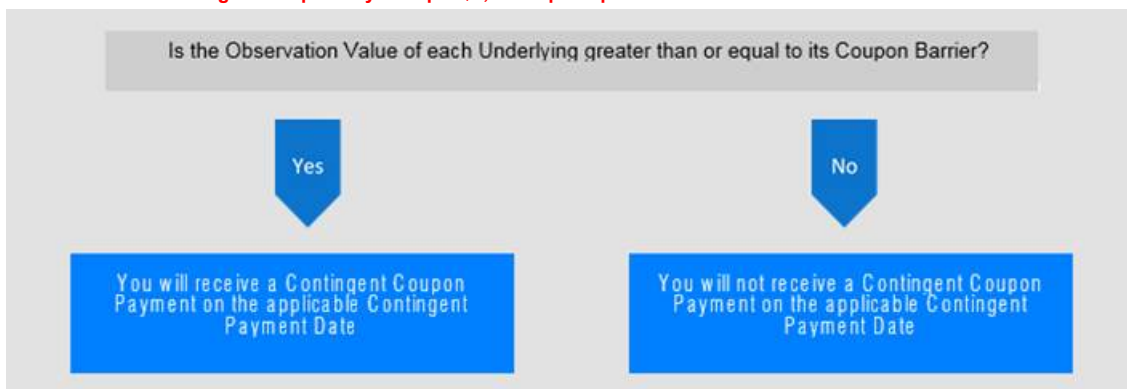 Is the Observation Value of each Underlying greater than or equal to its Coupon Barrier?
Yes
No
You will receive a Contingent Coupon
Payment on the applicable Contingent
Payment Date
You will not receive a Contingent Coupon
Payment on the applicable Contingent
Payment Date